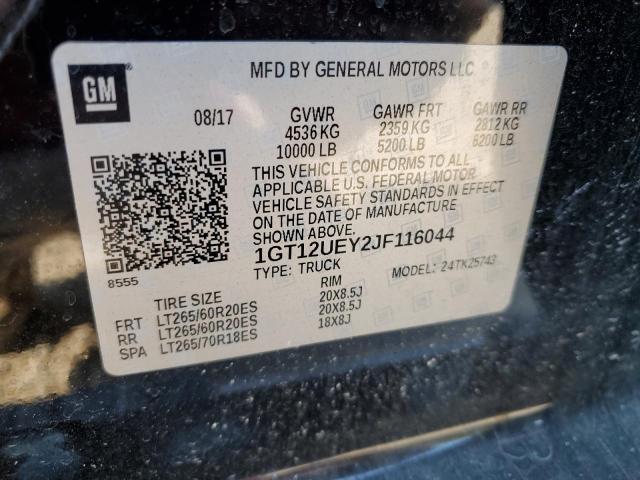 GM
MFD BY GENERAL MOTORS LLC
08/17 GVWR GAWR FRT GAWR RR
4536 KG 2359 KG 2812 KG
10000 LB 5200 LB 6200 LB
THIS VEHICLE CONFORMS TO ALL
APPLICABLE U.S. FEDERAL MOTOR
VEHICLE SAFETY STANDARDS IN EFFECT
ON THE DATE OF MANUFACTURE
SHOWN ABOVE.
8555
1GT12UEY2JF116044
TYPE: TRUCK MODEL: 24TK25743
TIRE SIZE RIM
FRT LT265/60R20ES 20X8.5J
RR LT265/60R20ES 20X8.5J
SPA LT265/70R18ES 18X8J